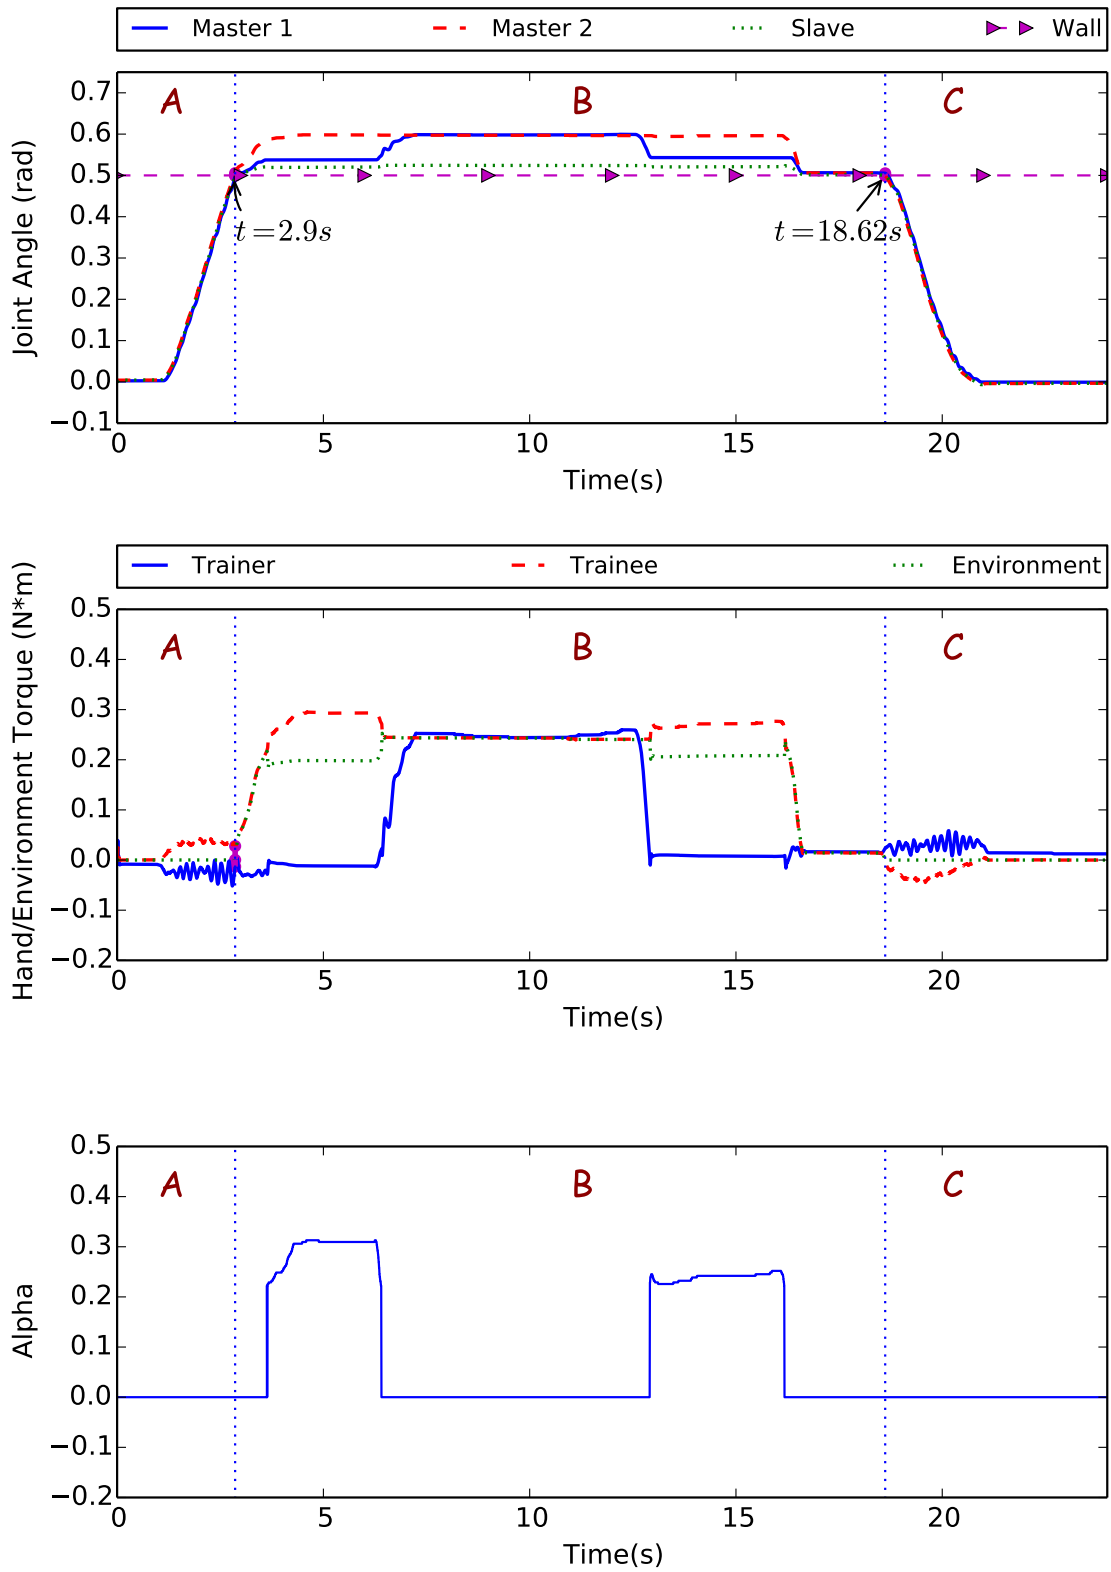 Master 1 Master 2 Slave Wall
A B C
0.7
0.6
0.5
0.4
0.3
0.2
0.1
0.0
−0.1
Joint Angle (rad)
t=2.9s
t=18.62s
0 5 10 15 20
Time(s)
Trainer Trainee Environment
A B C
0.5
0.4
0.3
0.2
0.1
0.0
−0.1
−0.2
Hand/Environment Torque (N*m)
0 5 10 15 20
Time(s)
A B C
0.5
0.4
0.3
0.2
0.1
0.0
−0.1
−0.2
Alpha
0 5 10 15 20
Time(s)